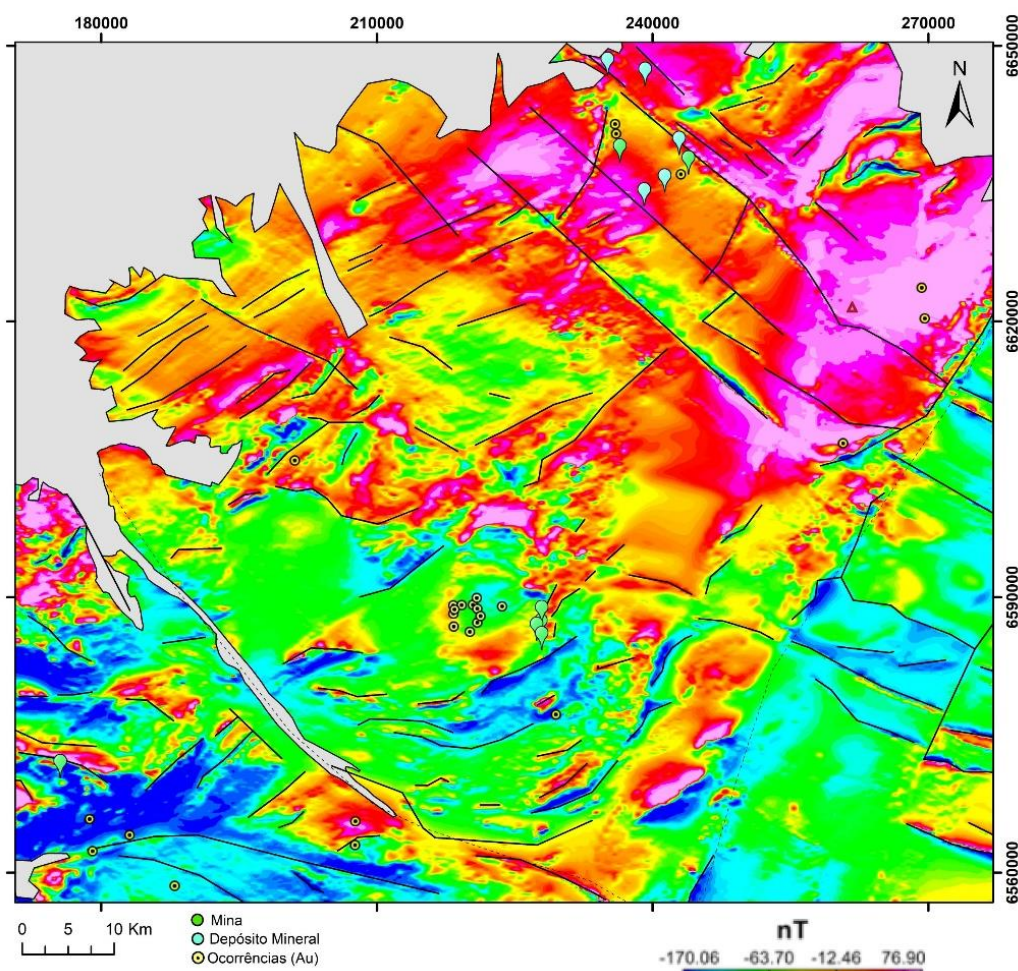 180000 210000 240000 270000
N
6650000
6620000
6590000
6560000
0 5 10 Km
Mina
Depósito Mineral
Ocorrências (Au)
nT
-170.06 -63.70 -12.46 76.90